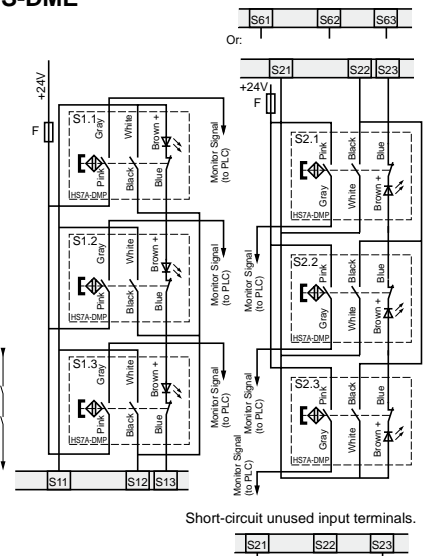 S-DME
S61 S62 S63
Or:
S21 S22 S23
+24V
F
+24V
F
S1.1
Gray
White
Brown +
Pink
Black
Blue
HS7A-DMP
Monitor Signal
(to PLC)
S1.2
Gray
White
Brown +
Pink
Black
Blue
HS7A-DMP
Monitor Signal
(to PLC)
S1.3
Gray
White
Brown +
Pink
Black
Blue
HS7A-DMP
Monitor Signal
(to PLC)
S11 S12 S13
S2.1
Pink
Black
Blue
Gray
White
Brown +
HS7A-DMP
Monitor Signal
(to PLC)
S2.2
Pink
Black
Blue
Gray
White
Brown +
HS7A-DMP
Monitor Signal
(to PLC)
S2.3
Pink
Black
Blue
Gray
White
Brown +
HS7A-DMP
Monitor Signal
(to PLC)
Short-circuit unused input terminals.
S21 S22 S23